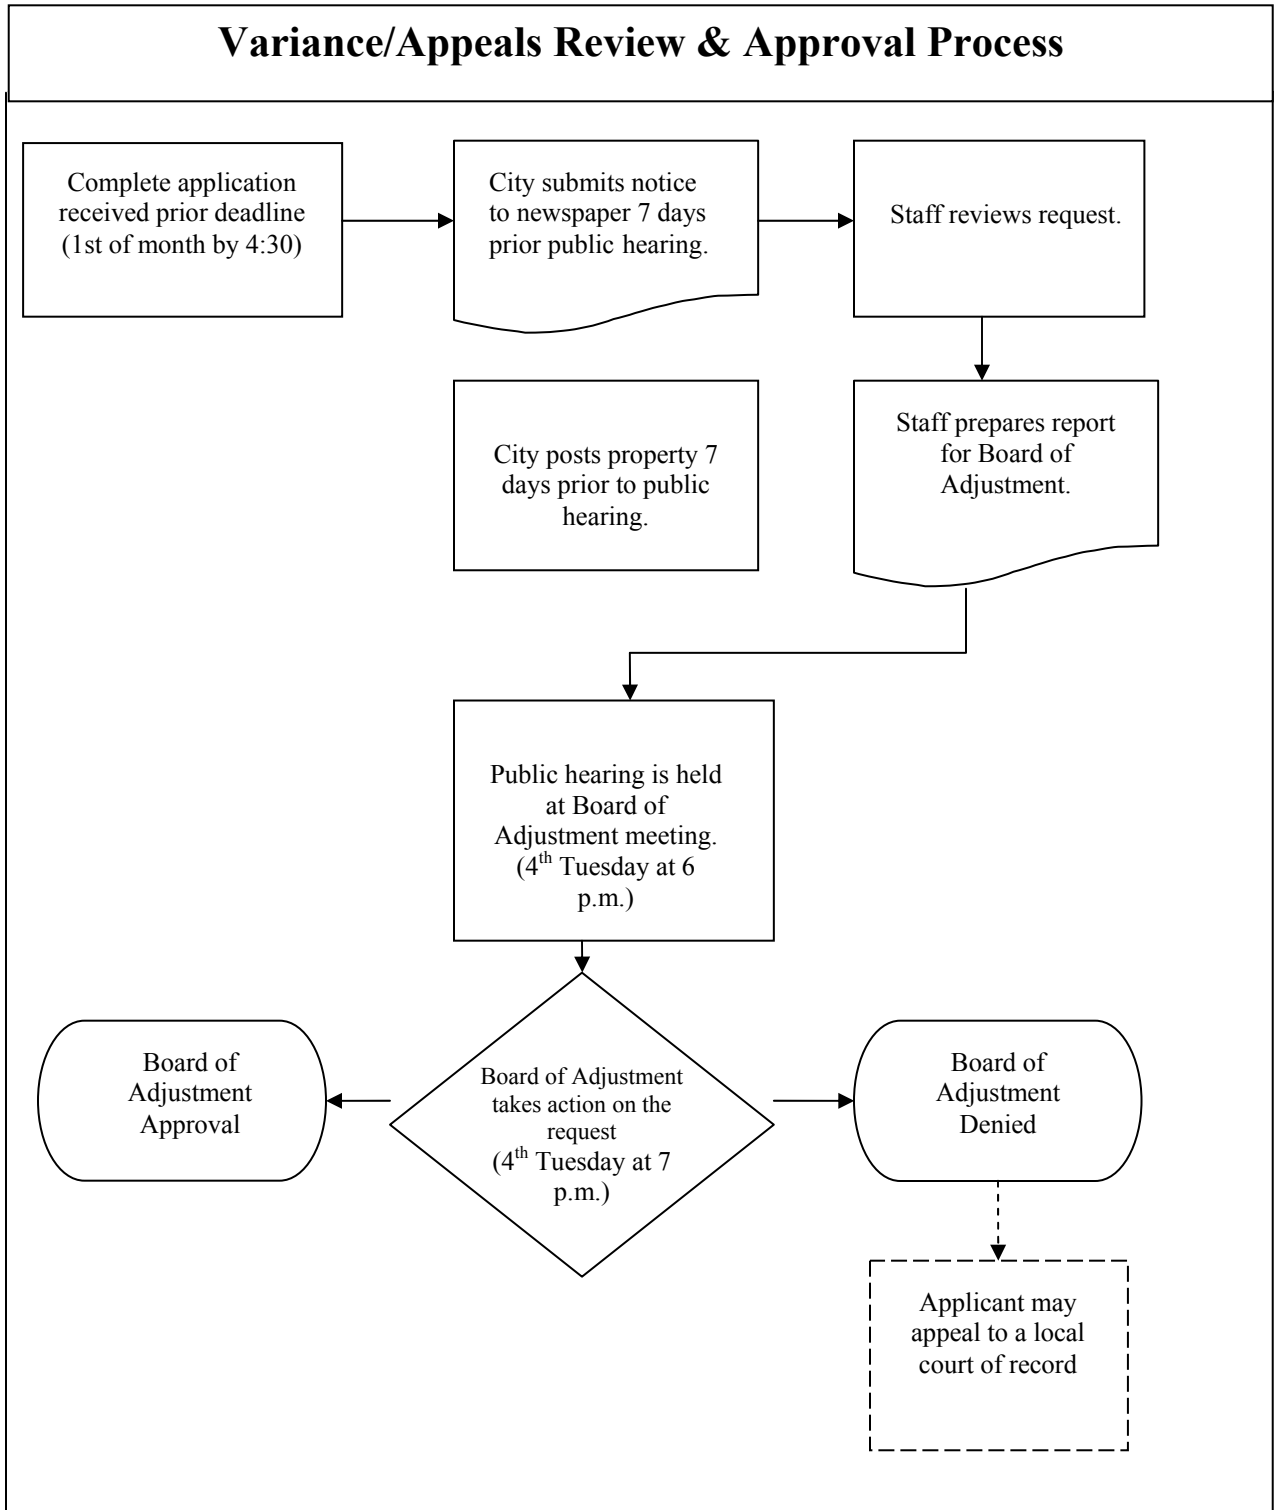 Variance/Appeals Review & Approval Process
Complete application
received prior deadline
(1st of month by 4:30)
City submits notice
to newspaper 7 days
prior public hearing.
Staff reviews request.
City posts property 7
days prior to public
hearing.
Staff prepares report
for Board of
Adjustment.
Public hearing is held
at Board of
Adjustment meeting.
(4th Tuesday at 6
p.m.)
Board of
Adjustment
Approval
Board of Adjustment
takes action on the
request
(4th Tuesday at 7
p.m.)
Board of
Adjustment
Denied
Applicant may
appeal to a local
court of record